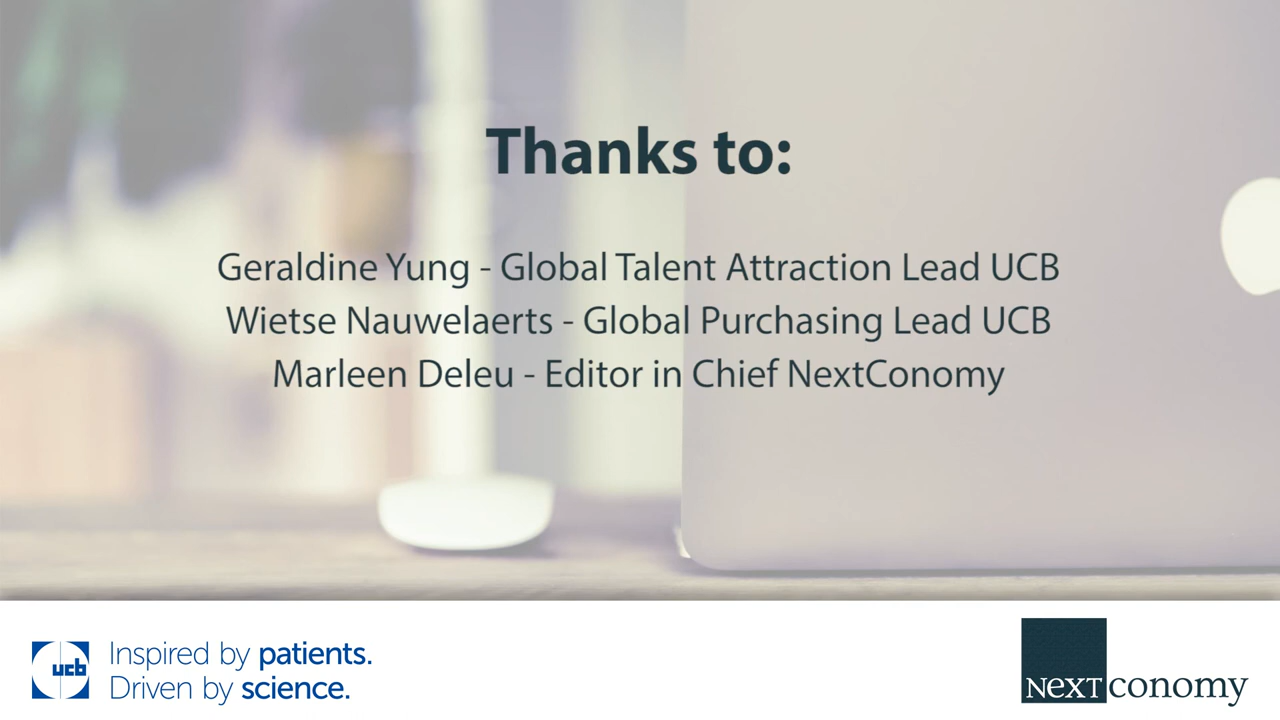 Thanks to:
Geraldine Yung - Global Talent Attraction Lead UCB
Wietse Nauwelaerts - Global Purchasing Lead UCB
Marleen Deleu - Editor in Chief NextConomy
ucb
Inspired by patients.
Driven by science.
NEXTconomy